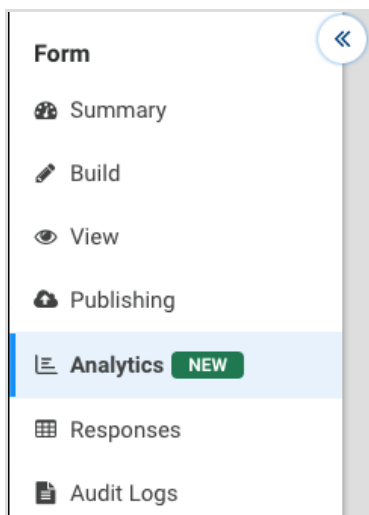 Form
Summary
Build
View
Publishing
Analytics NEW
Responses
Audit Logs